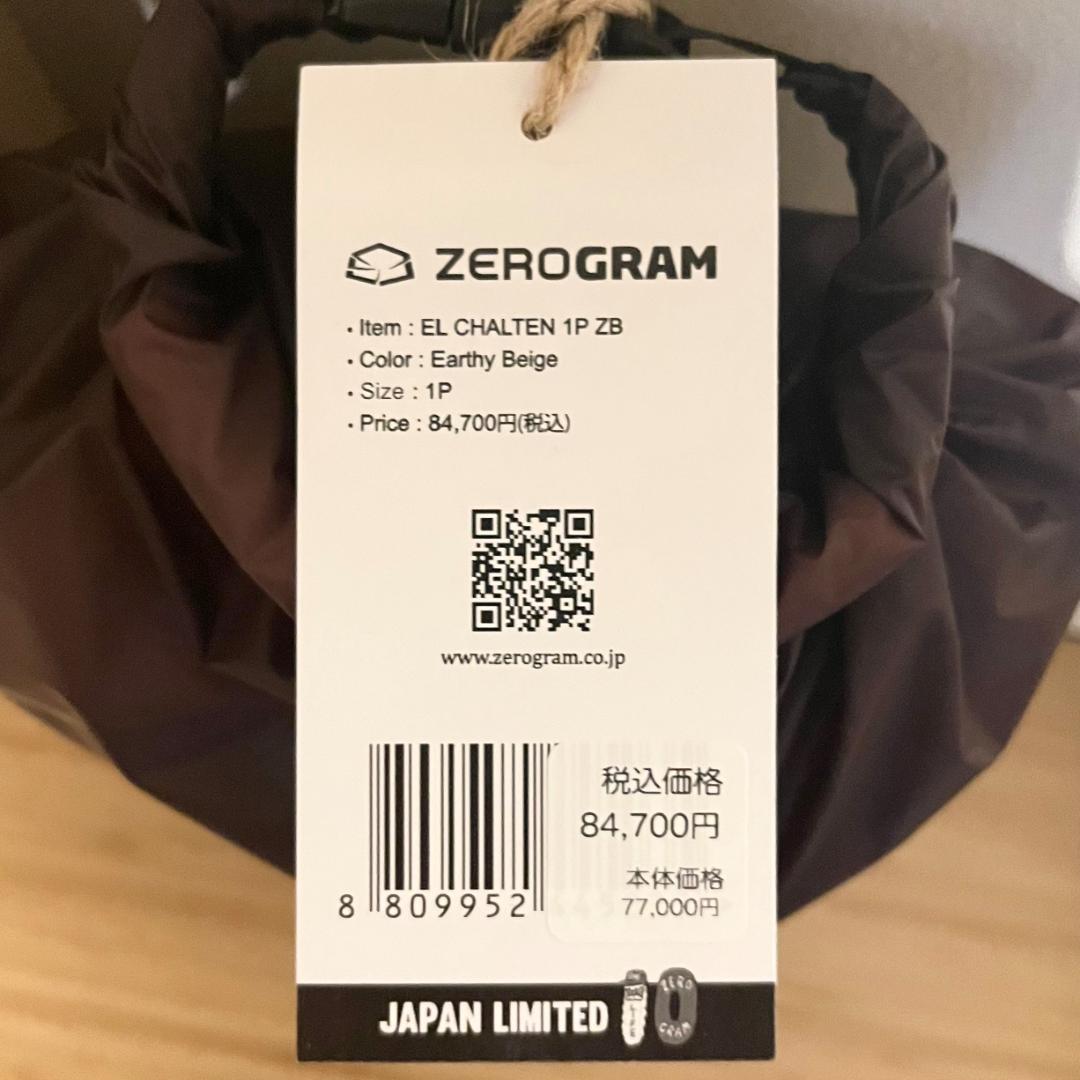 ZEROGRAM
・Item : EL CHALTEN 1P ZB
・Color : Earthy Beige
・Size : 1P
・Price : 84,700円(税込)
www.zerogram.co.jp
税込価格
84,700円
本体価格
77,000円
8 809952
JAPAN LIMITED
ZERO
GRAM